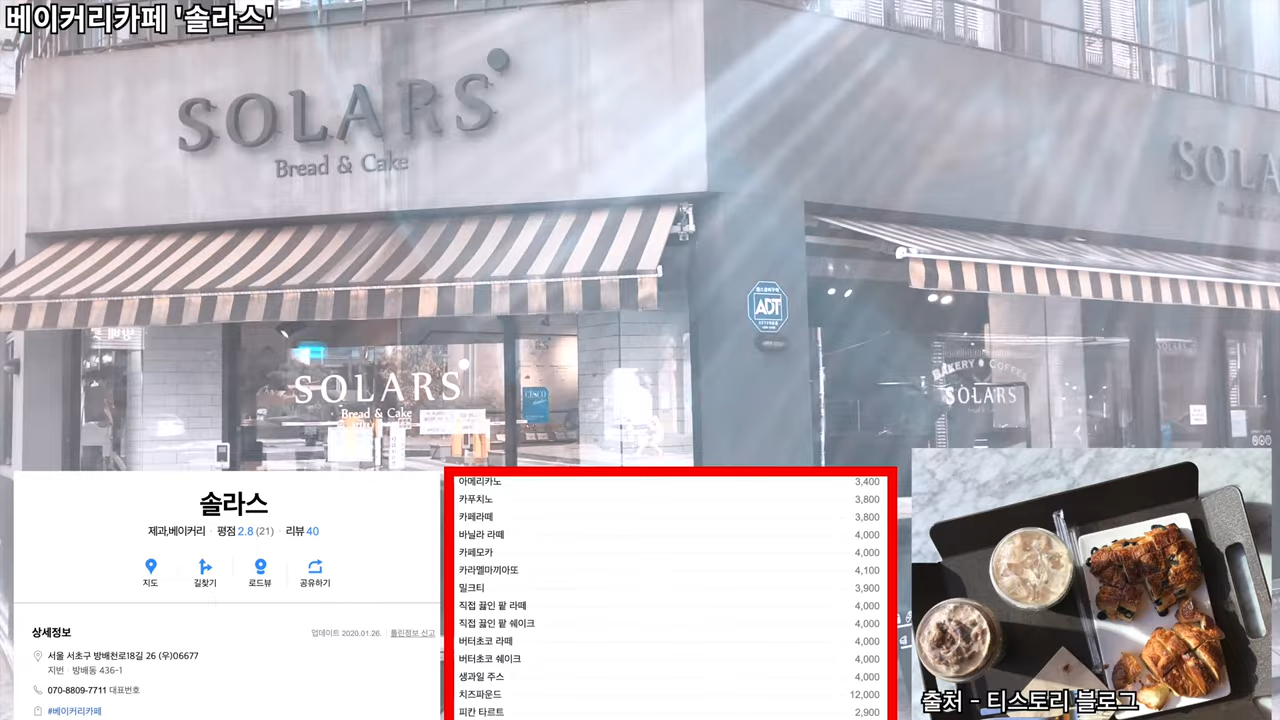 베이커리카페 '솔라스'
SOLARS
Bread & Cake
SOLA
ADT
SOLARS
Bread & Cake
CESCO
BAKERY COFFEE
SOLARS
솔라스
제과,베이커리 · 평점 2.8 (21) · 리뷰 40
지도 길찾기 로드뷰 공유하기
상세정보 업데이트 2020.01.26. 틀린정보 신고
서울 서초구 방배천로18길 26 (우)06677
지번 방배동 436-1
070-8809-7711 대표번호
#베이커리카페
아메리카노 3,400
카푸치노 3,800
카페라떼 3,800
바닐라 라떼 4,000
카페모카 4,000
카라멜마끼아또 4,100
밀크티 3,900
직접 끓인 팥 라떼 4,000
직접 끓인 팥 쉐이크 4,000
버터초코 라떼 4,000
버터초코 쉐이크 4,000
생과일 주스 4,000
치즈파운드 12,000
피칸 타르트 2,900
출처 - 티스토리 블로그